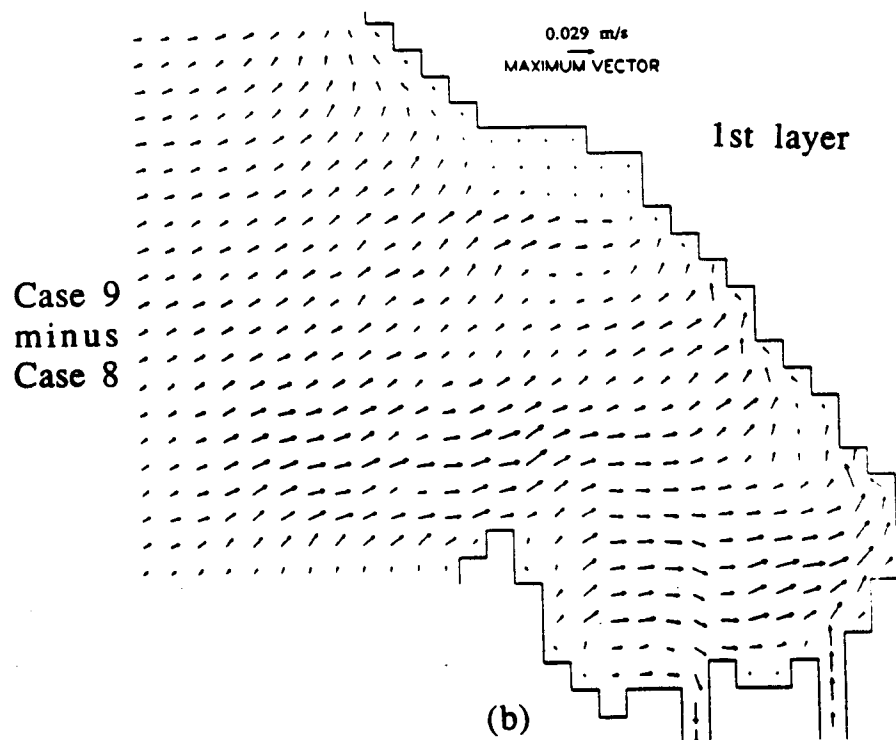 0.029 m/s
MAXIMUM VECTOR
1st layer
Case 9
minus
Case 8
(b)